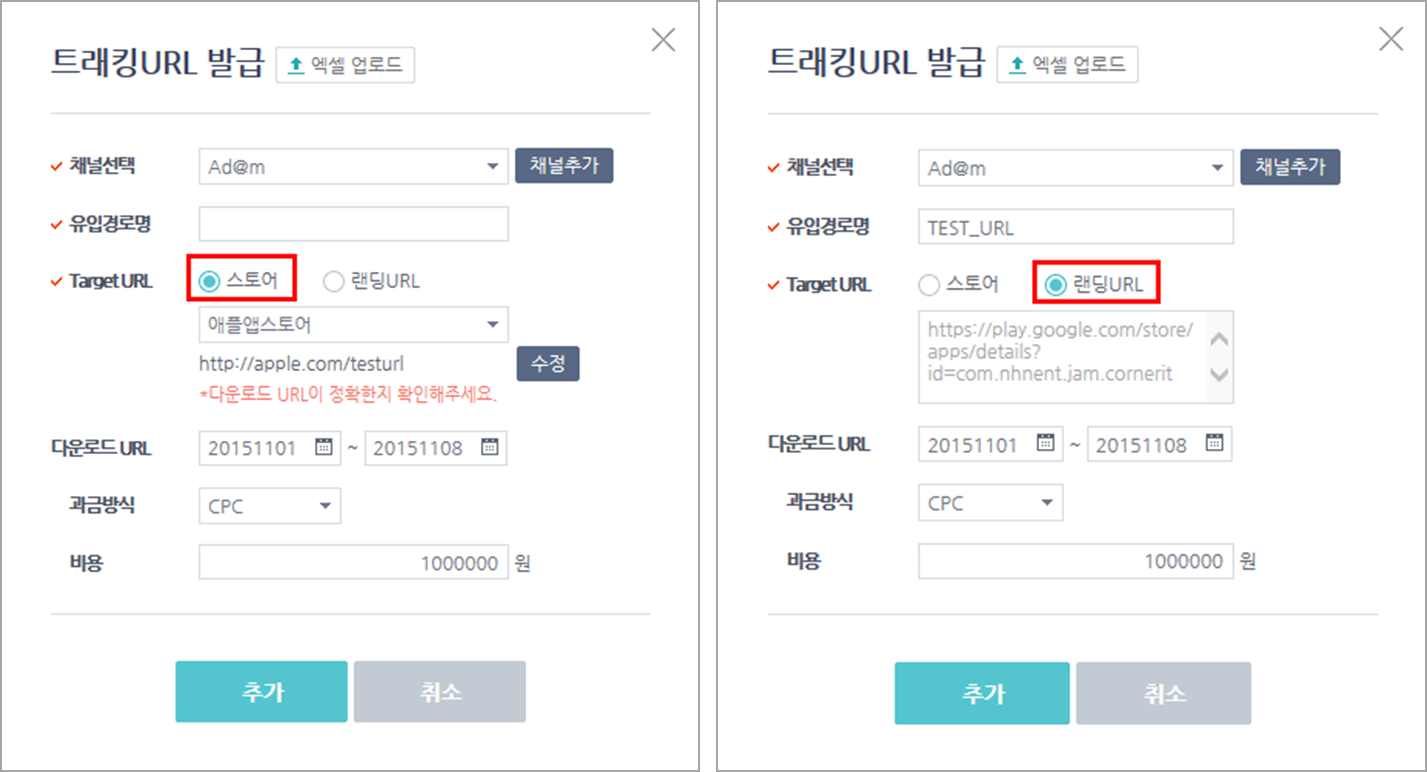 트래킹URL 발급 엑셀 업로드
채널선택 Ad@m 채널추가
유입경로명
Target URL 스토어 랜딩URL
애플앱스토어
http://apple.com/testurl 수정
*다운로드 URL이 정확한지 확인해주세요.
다운로드 URL 20151101 ~ 20151108
과금방식 CPC
비용 1000000 원
추가 취소
트래킹URL 발급 엑셀 업로드
채널선택 Ad@m 채널추가
유입경로명 TEST_URL
Target URL 스토어 랜딩URL
https://play.google.com/store/
apps/details?
id=com.nhnent.jam.cornerit
다운로드 URL 20151101 ~ 20151108
과금방식 CPC
비용 1000000 원
추가 취소